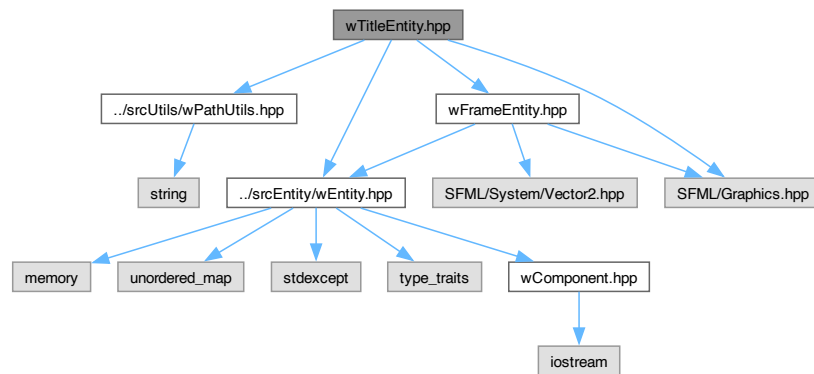 wTitleEntity.hpp
../srcUtils/wPathUtils.hpp
wFrameEntity.hpp
string
../srcEntity/wEntity.hpp
SFML/System/Vector2.hpp
SFML/Graphics.hpp
memory
unordered_map
stdexcept
type_traits
wComponent.hpp
iostream